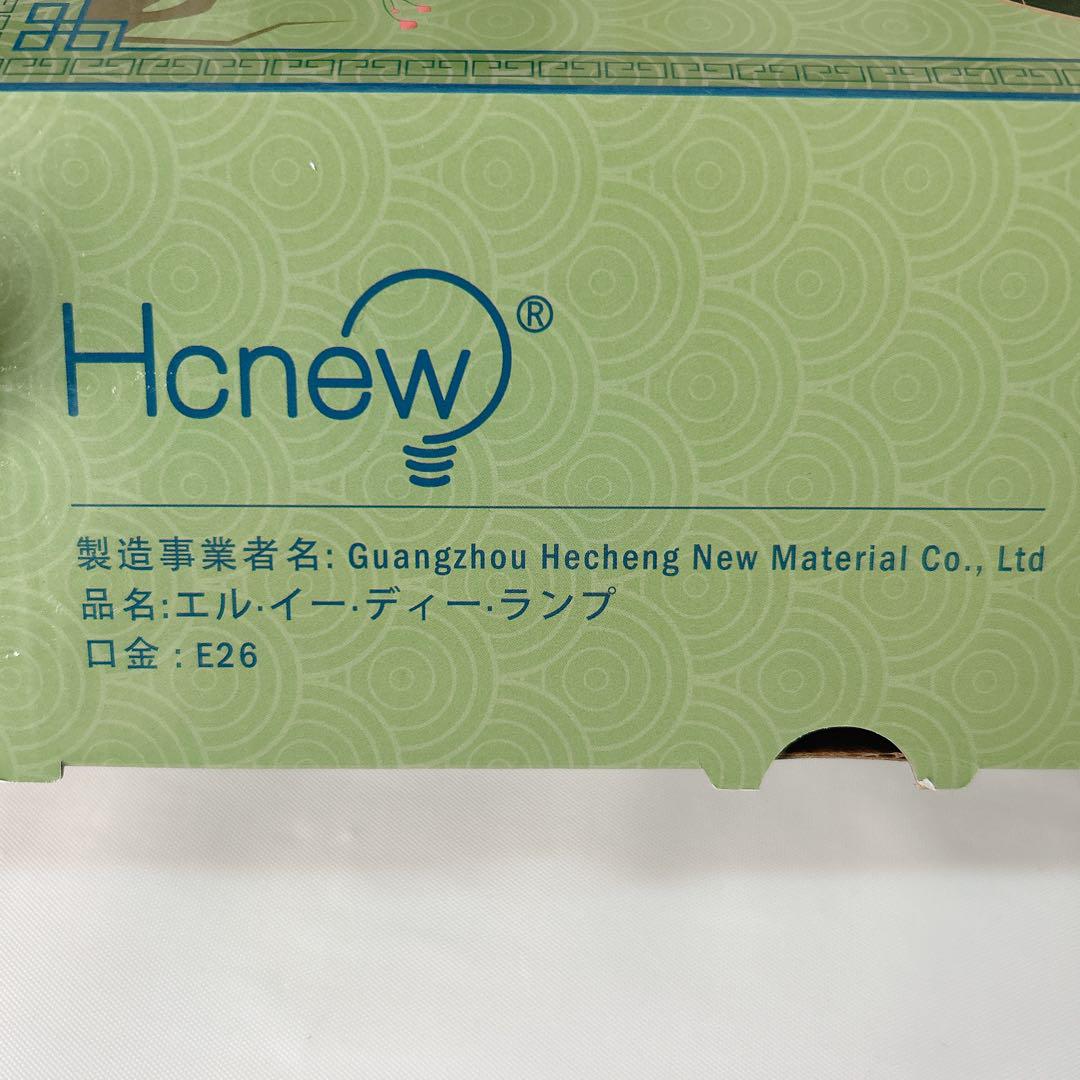 Hcnew®
製造事業者名: Guangzhou Hecheng New Material Co., Ltd
品名:エル·イー·ディー·ランプ
口金 : E26